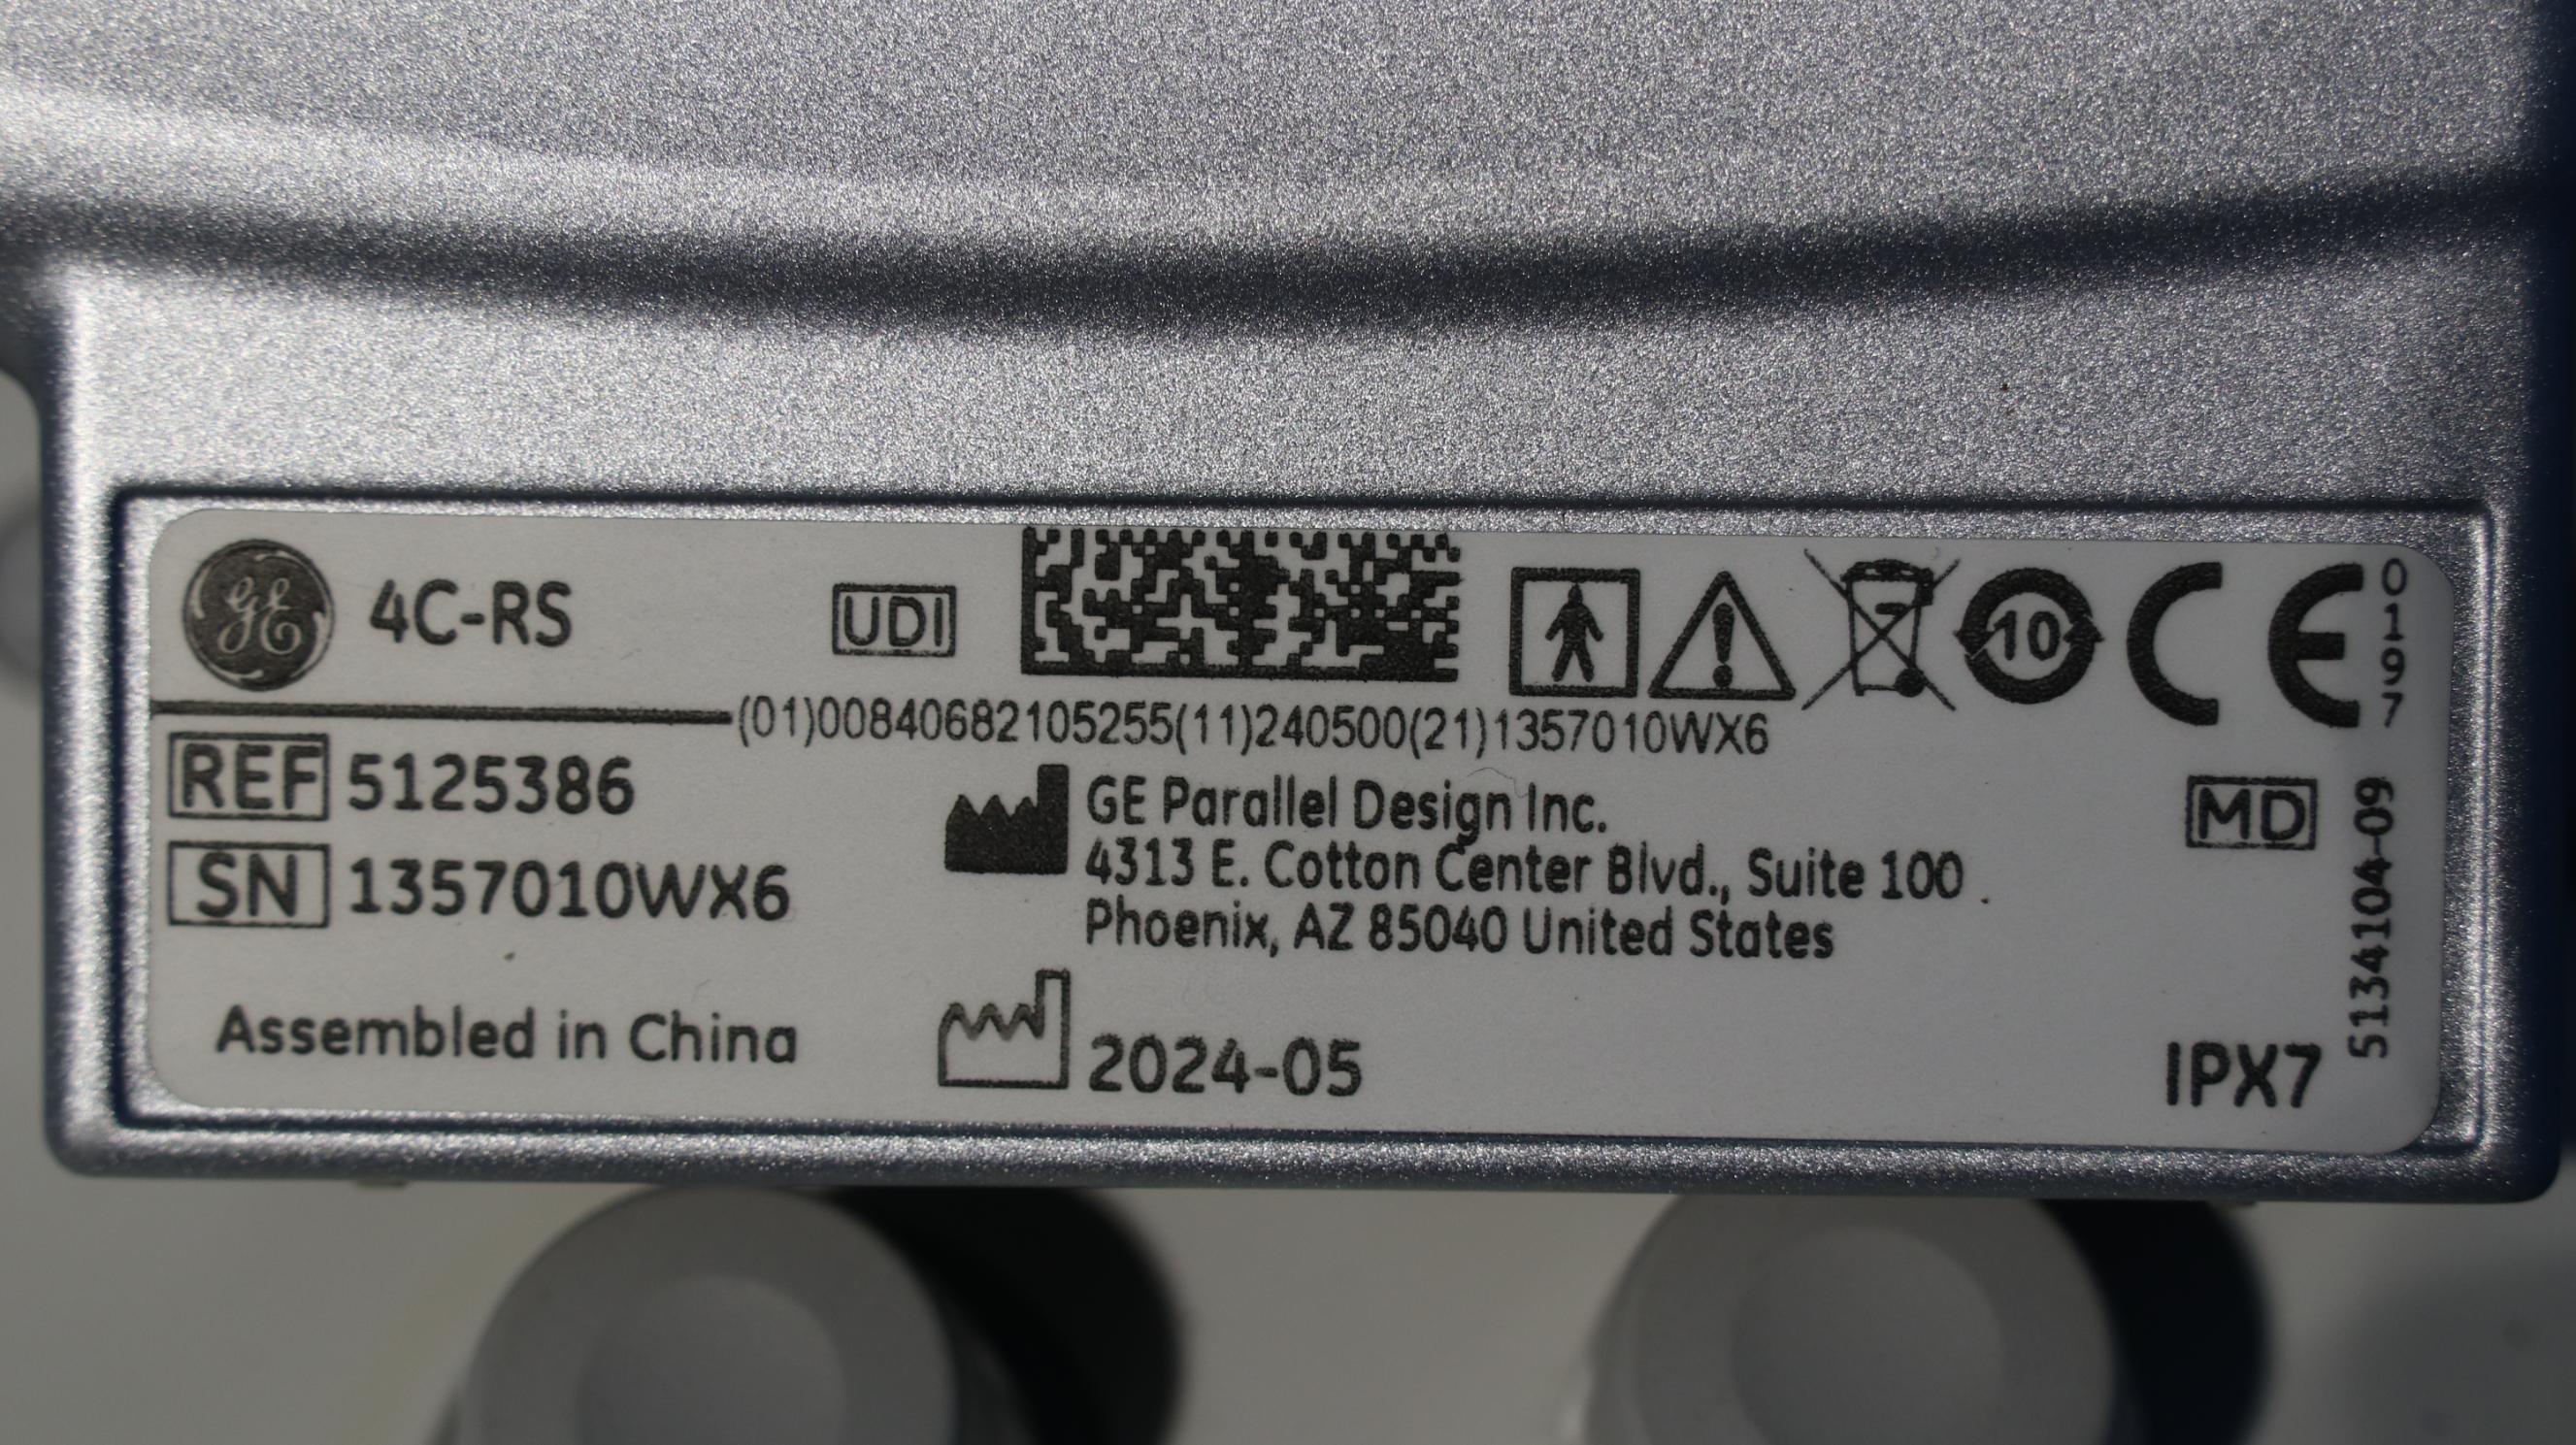 GE 4C-RS
UDI
10
CE
0197
(01)00840682105255(11)240500(21)1357010WX6
REF 5125386
SN 1357010WX6
GE Parallel Design Inc.
4313 E. Cotton Center Blvd., Suite 100
Phoenix, AZ 85040 United States
MD
Assembled in China
2024-05
IPX7
5134104-09